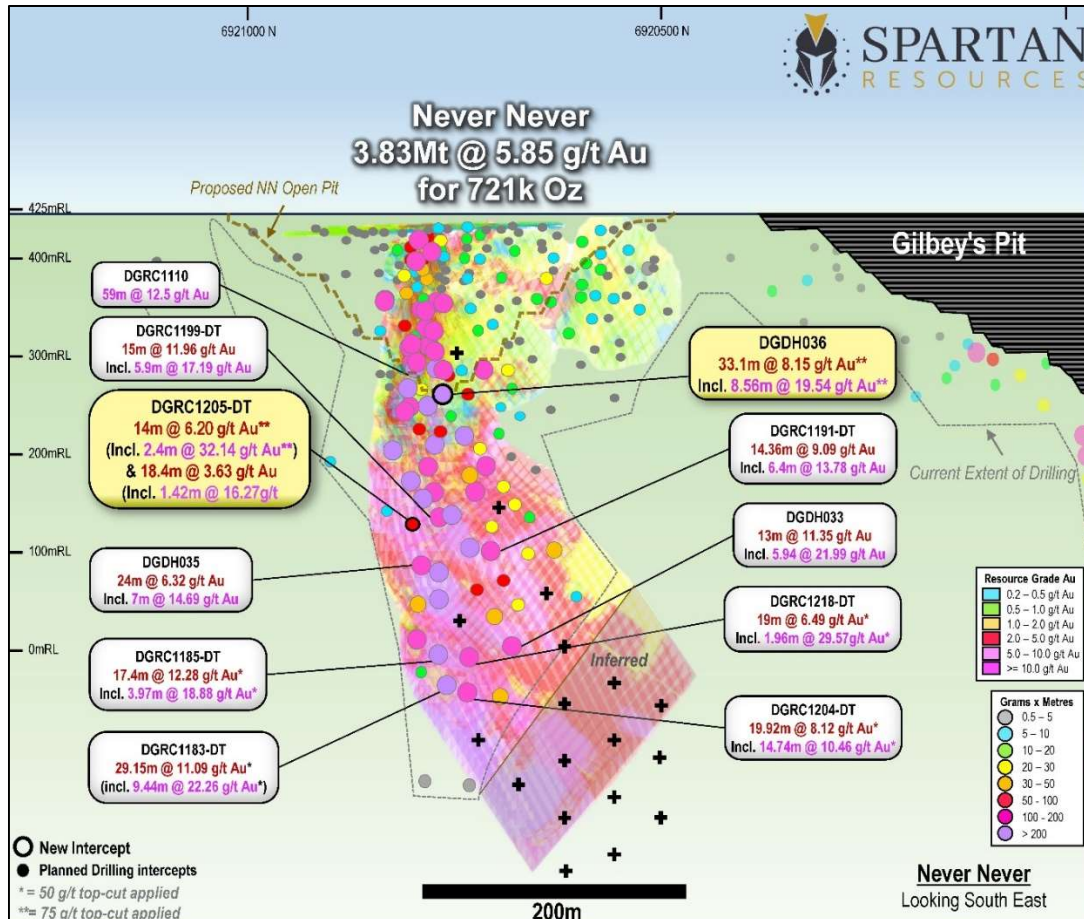 6921000 N
6920500 N
SPARTAN
RESOURCES
Never Never
3.83Mt @ 5.85 g/t Au
for 721k Oz
Proposed NN Open Pit
425mRL
400mRL
300mRL
200mRL
100mRL
0mRL
Gilbey's Pit
DGRC1110
59m @ 12.5 g/t Au
DGRC1199-DT
15m @ 11.96 g/t Au
Incl. 5.9m @ 17.19 g/t Au
DGRC1205-DT
14m @ 6.20 g/t Au**
(Incl. 2.4m @ 32.14 g/t Au**)
& 18.4m @ 3.63 g/t Au
(Incl. 1.42m @ 16.27g/t
DGDH035
24m @ 6.32 g/t Au
Incl. 7m @ 14.69 g/t Au
DGRC1185-DT
17.4m @ 12.28 g/t Au*
Incl. 3.97m @ 18.88 g/t Au*
DGRC1183-DT
29.15m @ 11.09 g/t Au*
(incl. 9.44m @ 22.26 g/t Au*)
DGDH036
33.1m @ 8.15 g/t Au**
Incl. 8.56m @ 19.54 g/t Au**
DGRC1191-DT
14.36m @ 9.09 g/t Au
Incl. 6.4m @ 13.78 g/t Au
DGDH033
13m @ 11.35 g/t Au
Incl. 5.94 @ 21.99 g/t Au
DGRC1218-DT
19m @ 6.49 g/t Au*
Incl. 1.96m @ 29.57g/t Au*
DGRC1204-DT
19.92m @ 8.12 g/t Au*
Incl. 14.74m @ 10.46 g/t Au*
Current Extent of Drilling
Inferred
Resource Grade Au
0.2 – 0.5 g/t Au
0.5 – 1.0 g/t Au
1.0 – 2.0 g/t Au
2.0 – 5.0 g/t Au
5.0 – 10.0 g/t Au
>= 10.0 g/t Au
Grams x Metres
0.5 – 5
5 – 10
10 – 20
20 – 30
30 – 50
50 - 100
100 - 200
> 200
New Intercept
Planned Drilling intercepts
* = 50 g/t top-cut applied
**= 75 g/t top-cut applied
200m
Never Never
Looking South East